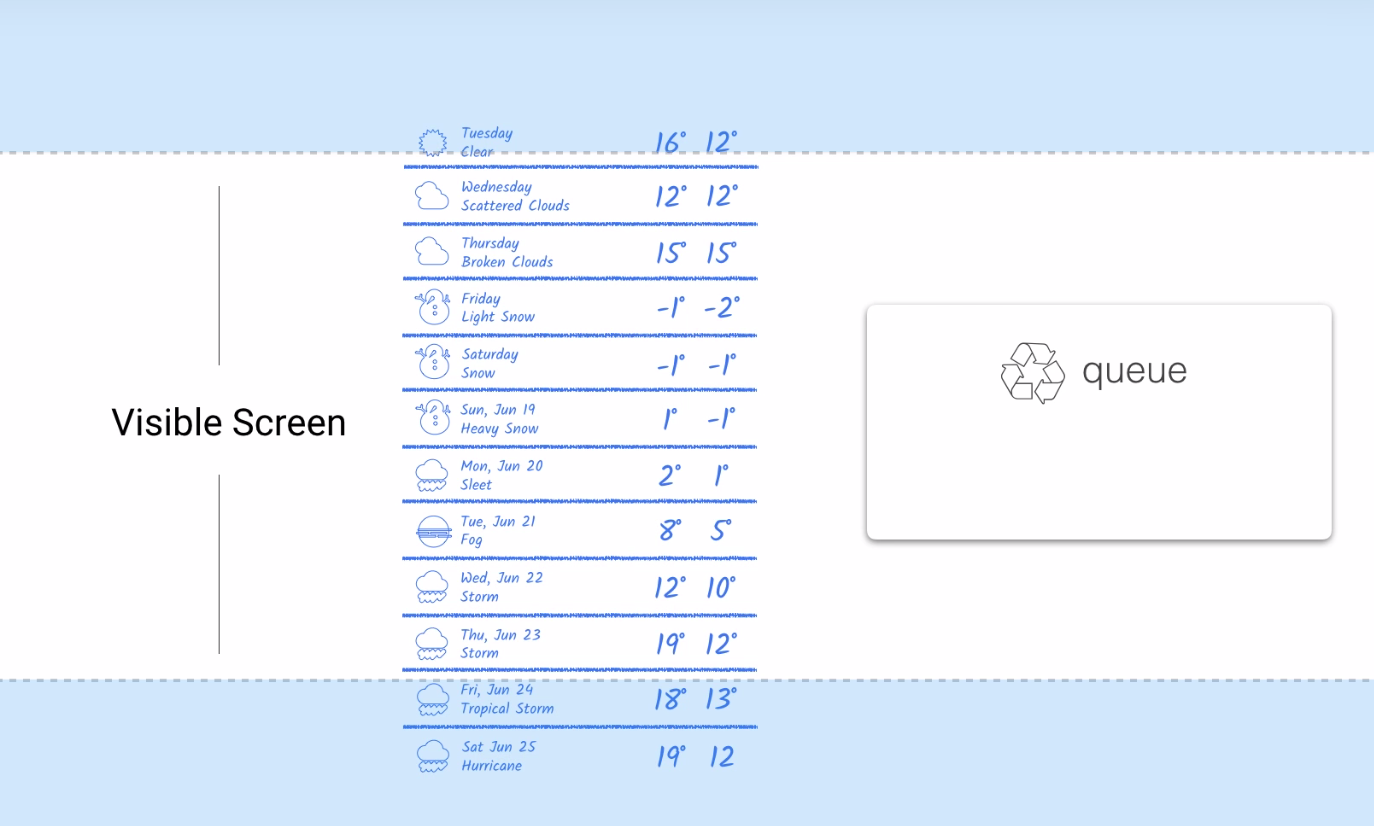 Tuesday
Clear
16° 12°
Wednesday
Scattered Clouds
12° 12°
Thursday
Broken Clouds
15° 15°
Friday
Light Snow
-1° -2°
Saturday
Snow
-1° -1°
Sun, Jun 19
Heavy Snow
1° -1°
Visible Screen
Mon, Jun 20
Sleet
2° 1°
Tue, Jun 21
Fog
8° 5°
Wed, Jun 22
Storm
12° 10°
Thu, Jun 23
Storm
19° 12°
Fri, Jun 24
Tropical Storm
18° 13°
Sat Jun 25
Hurricane
19° 12
queue